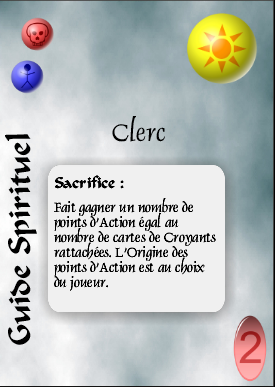 Clerc
Guide Spirituel
Sacrifice :
Fait gagner un nombre de
points d'Action égal au
nombre de cartes de Croyants
rattachées. L'Origine des
points d'Action est au choix
du joueur.
2